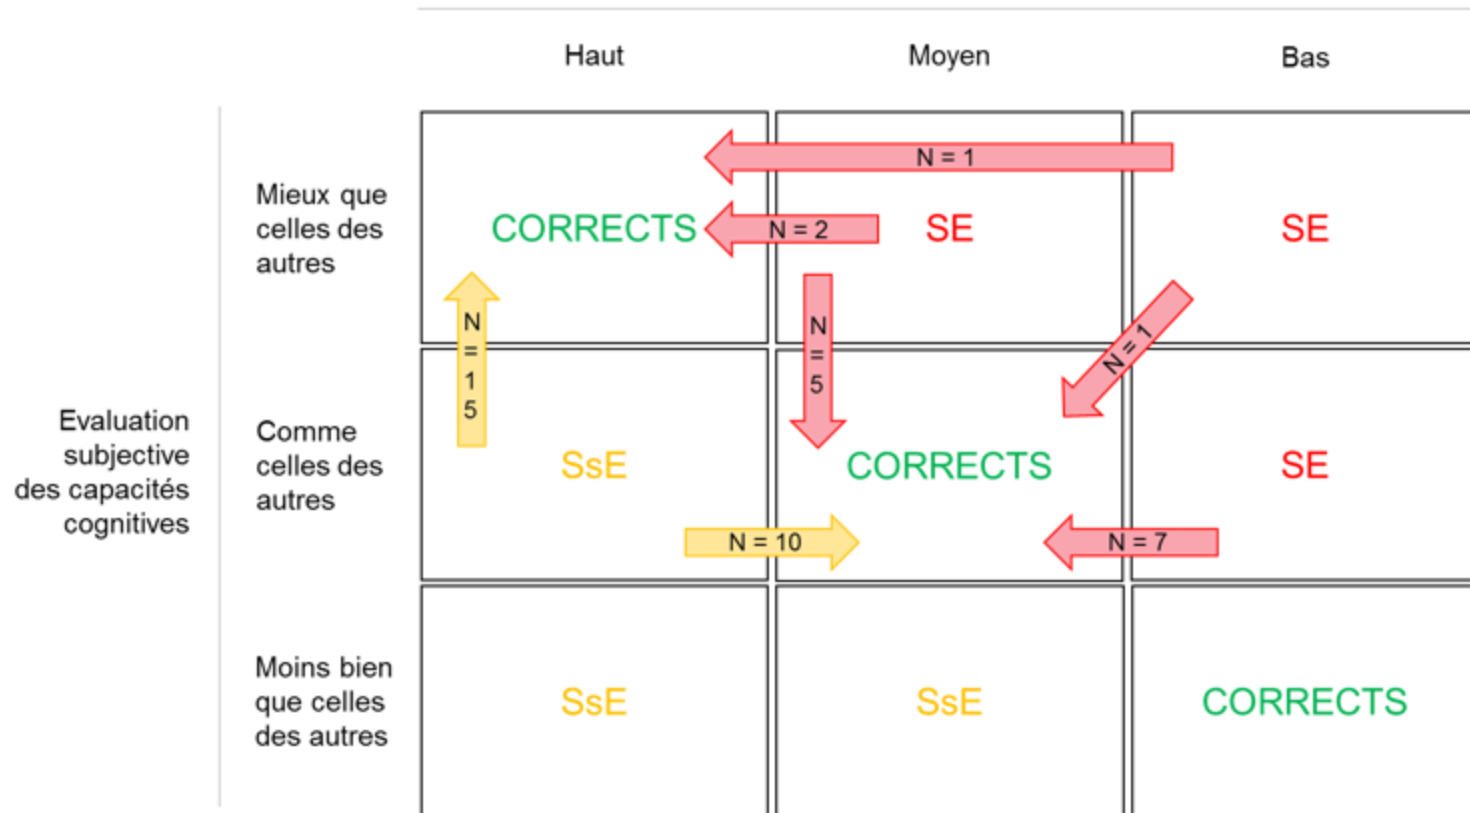 Haut
Moyen
Bas
Mieux que
celles des
autres
CORRECTS
N = 1
N = 2
SE
SE
N
=
1
5
N
=
5
N = 1
Evaluation
subjective
des capacités
cognitives
Comme
celles des
autres
SsE
CORRECTS
SE
N = 10
N = 7
Moins bien
que celles
des autres
SsE
SsE
CORRECTS